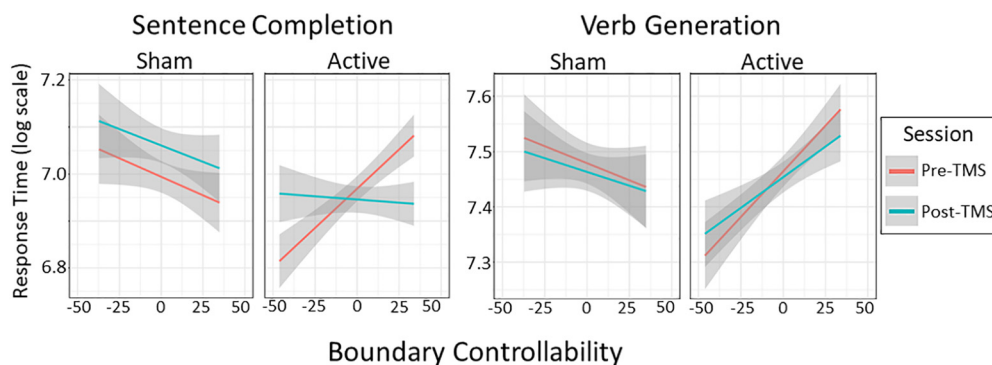 Sentence Completion
Verb Generation
Sham
Active
Sham
Active
Response Time (log scale)
7.2
7.0
6.8
7.6
7.5
7.4
7.3
-50 -25 0 25 50
-50 -25 0 25 50
-50 -25 0 25 50
-50 -25 0 25 50
Boundary Controllability
Session
Pre-TMS
Post-TMS